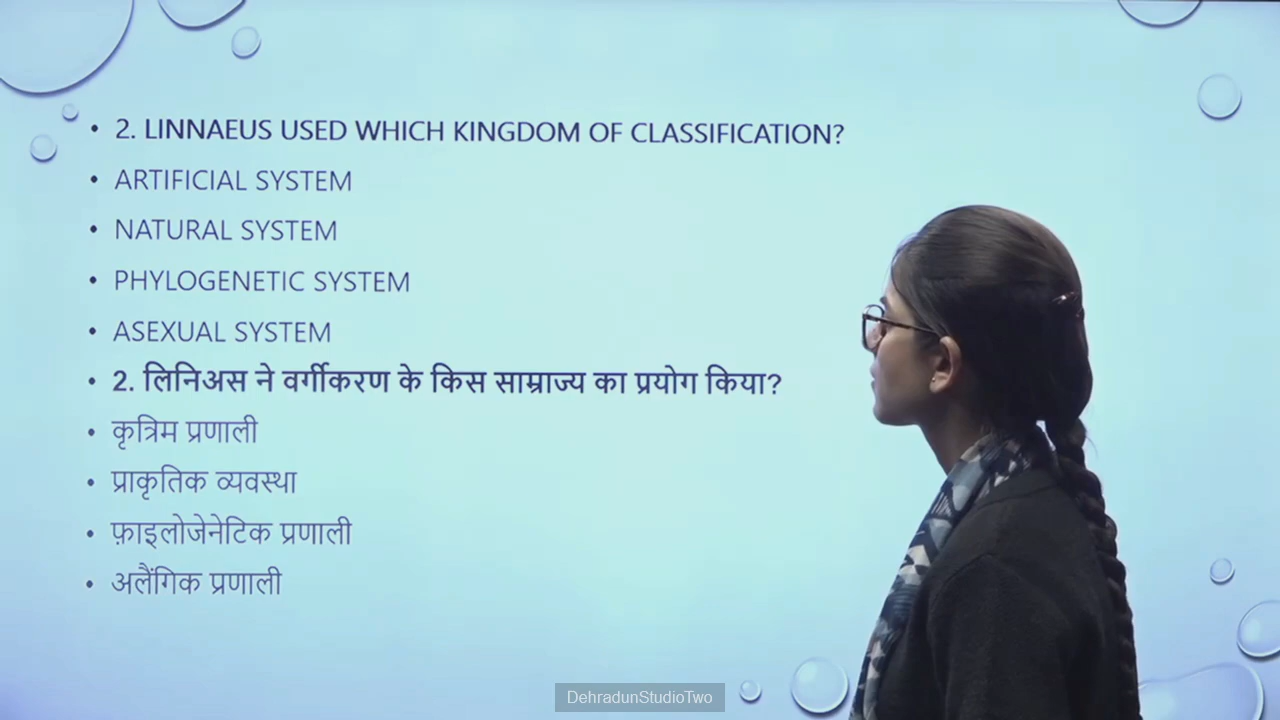 • 2. LINNAEUS USED WHICH KINGDOM OF CLASSIFICATION?
• ARTIFICIAL SYSTEM
• NATURAL SYSTEM
• PHYLOGENETIC SYSTEM
• ASEXUAL SYSTEM
• 2. लिनिअस ने वर्गीकरण के किस साम्राज्य का प्रयोग किया?
• कृत्रिम प्रणाली
• प्राकृतिक व्यवस्था
• फ़ाइलोजेनेटिक प्रणाली
• अलैंगिक प्रणाली
DehradunStudioTwo